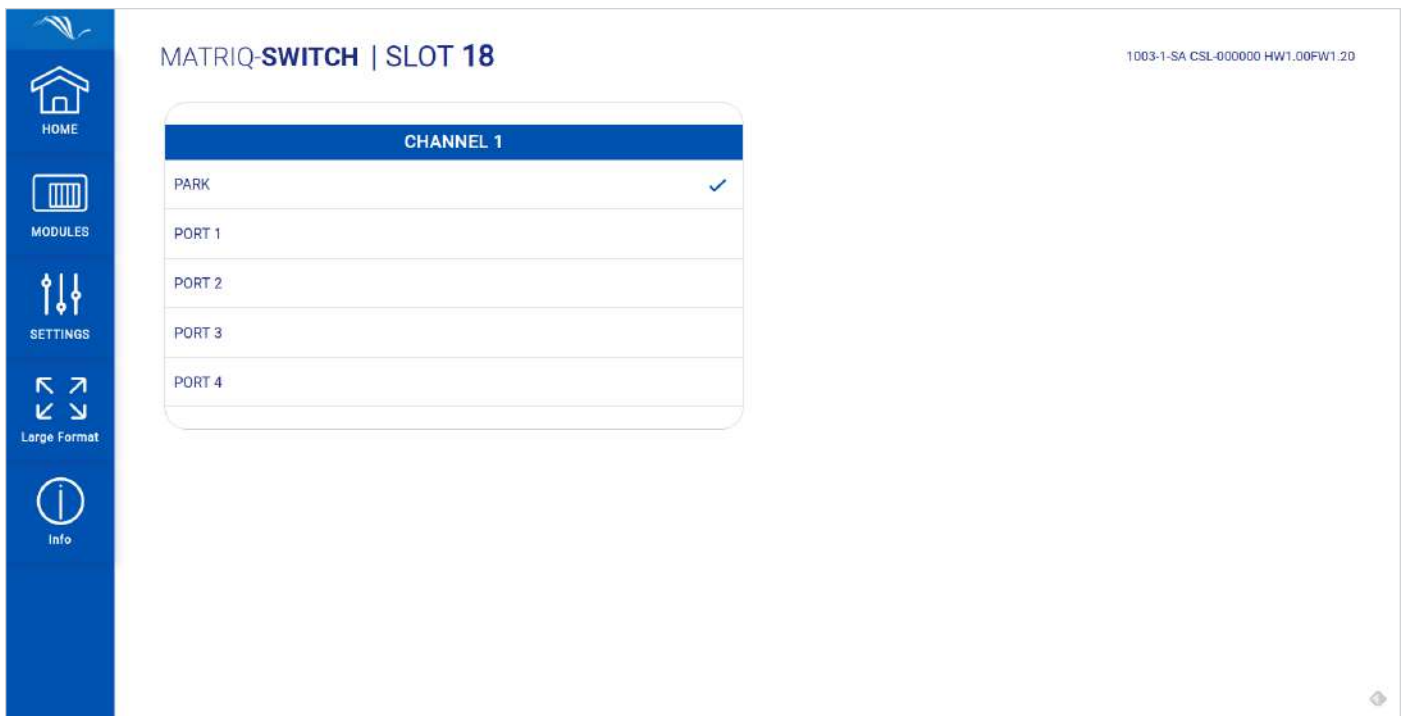 MATRIQ-SWITCH | SLOT 18
1003-1-SA CSL-000000 HW1.00FW1.20
HOME
MODULES
SETTINGS
Large Format
Info
CHANNEL 1
PARK
PORT 1
PORT 2
PORT 3
PORT 4